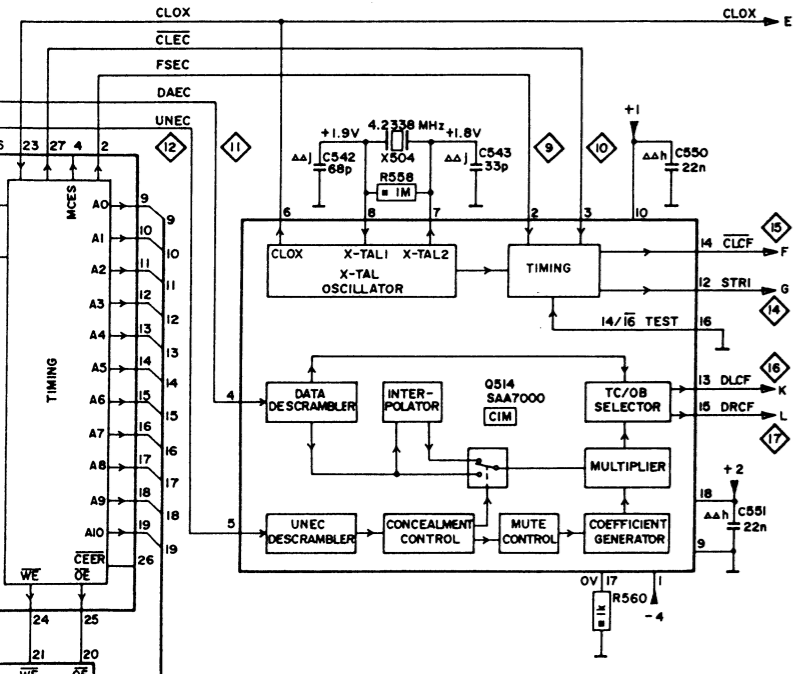 CLOX
CLOX
E
CLEC
FSEC
DAEC
UNEC
23 27 4 2
12
11
+1.9V
4.2338 MHz
+1.8V
X504
△△j
C542
68p
R558
1M
△△j
C543
33p
9
10
+1
△△h
C550
22n
MCES
6 8 7 2 3 10
CLOX X-TAL1 X-TAL2
X-TAL
OSCILLATOR
TIMING
14 CLCF
15
F
12 STR1
G
14
14/16 TEST
16
A0 9 9
A1 10 10
A2 11 11
A3 12 12
A4 13 13
A5 14 14
A6 15 15
A7 16 16
A8 17 17
A9 18 18
A10 19 19
TIMING
CEER
26
WE OE
24 25
21 20
WE OE
4
DATA
DESCRAMBLER
INTER-
POLATOR
Q514
SAA7000
CIM
TC/OB
SELECTOR
16
13 DLCF
K
15 DRCF
L
17
MULTIPLIER
5
UNEC
DESCRAMBLER
CONCEALMENT
CONTROL
MUTE
CONTROL
COEFFICIENT
GENERATOR
+2
18
△△h
C551
22n
9
0V 17
1
R560
1k
-4